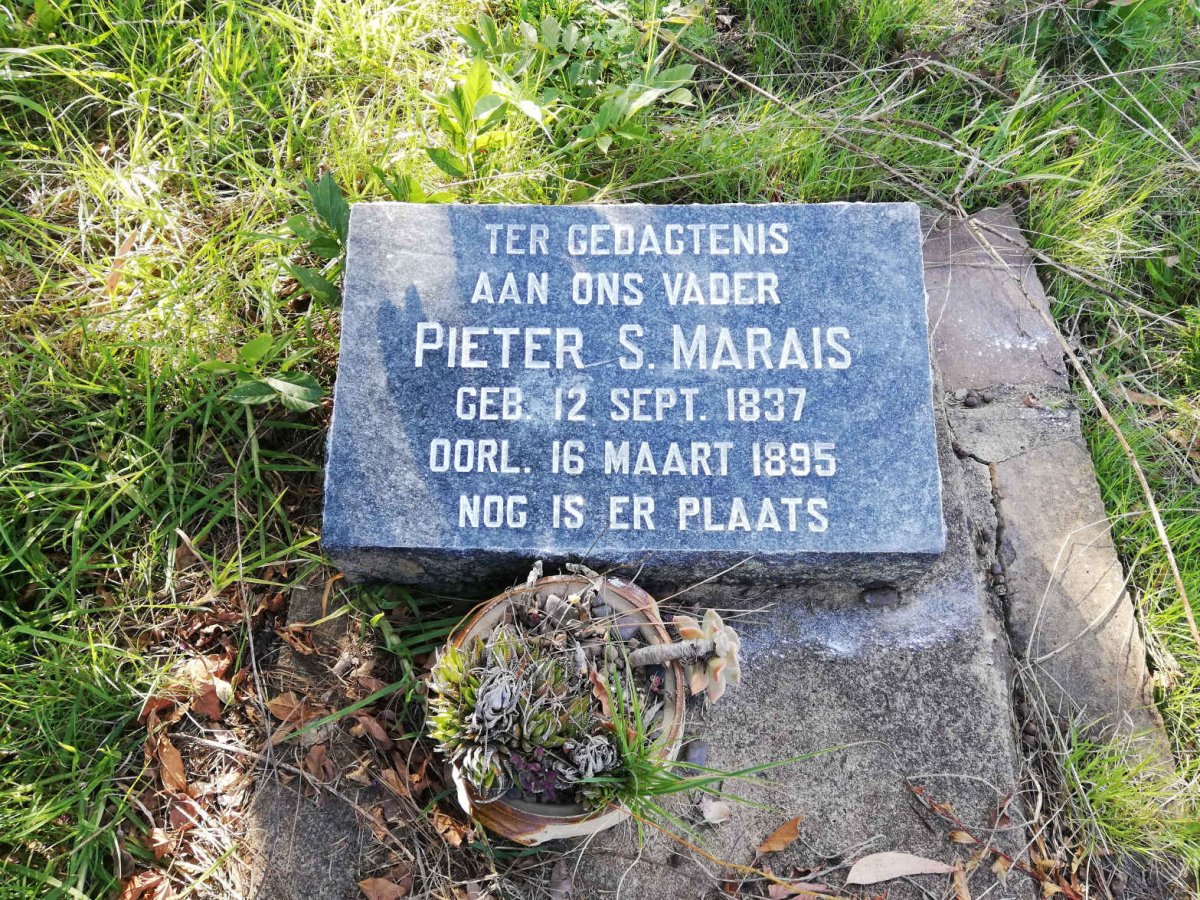 TER GEDAGTENIS
AAN ONS VADER
PIETER S. MARAIS
GEB. 12 SEPT. 1837
OORL. 16 MAART 1895
NOG IS ER PLAATS